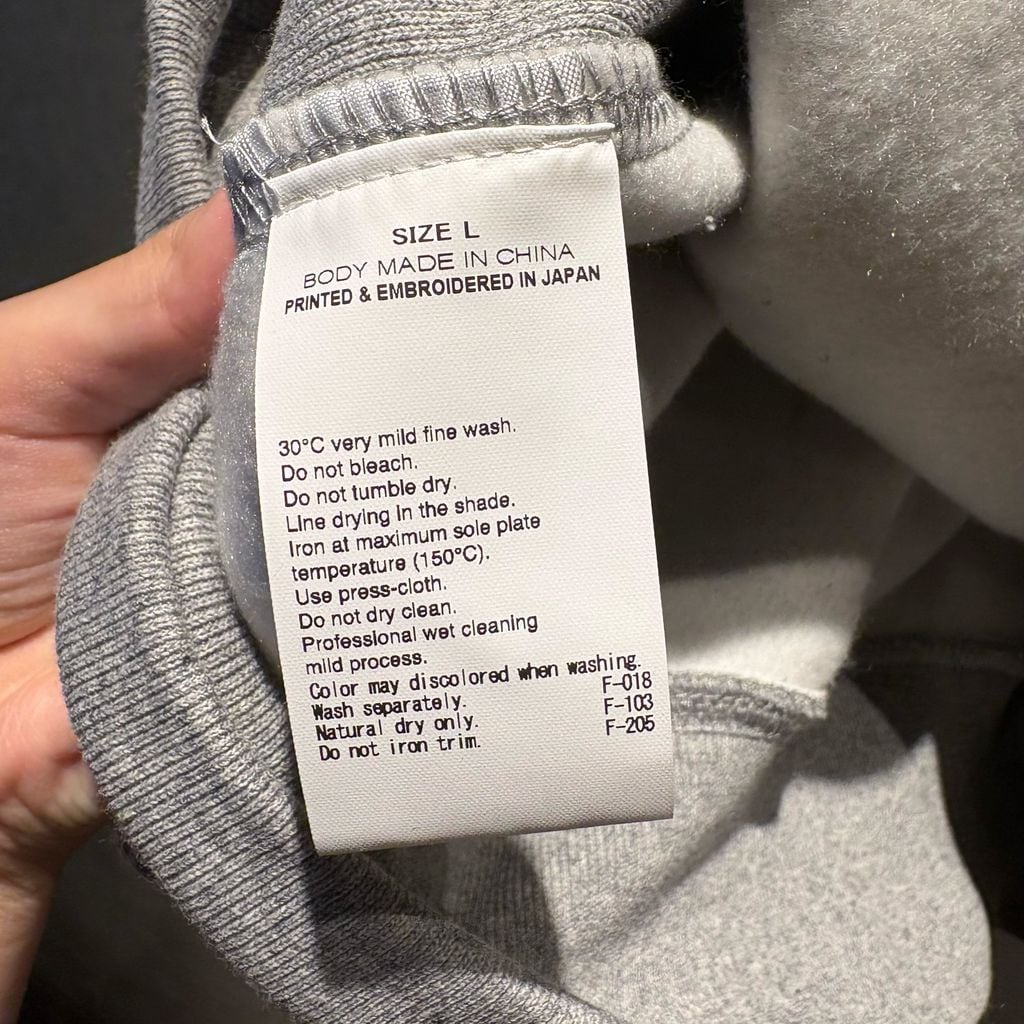 SIZE L
BODY MADE IN CHINA
PRINTED & EMBROIDERED IN JAPAN
30°C very mild fine wash.
Do not bleach.
Do not tumble dry.
Line drying in the shade.
Iron at maximum sole plate
temperature (150°C).
Use press-cloth.
Do not dry clean.
Professional wet cleaning
mild process.
Color may discolored when washing.
Wash separately. F-018
Natural dry only. F-103
Do not iron trim. F-205